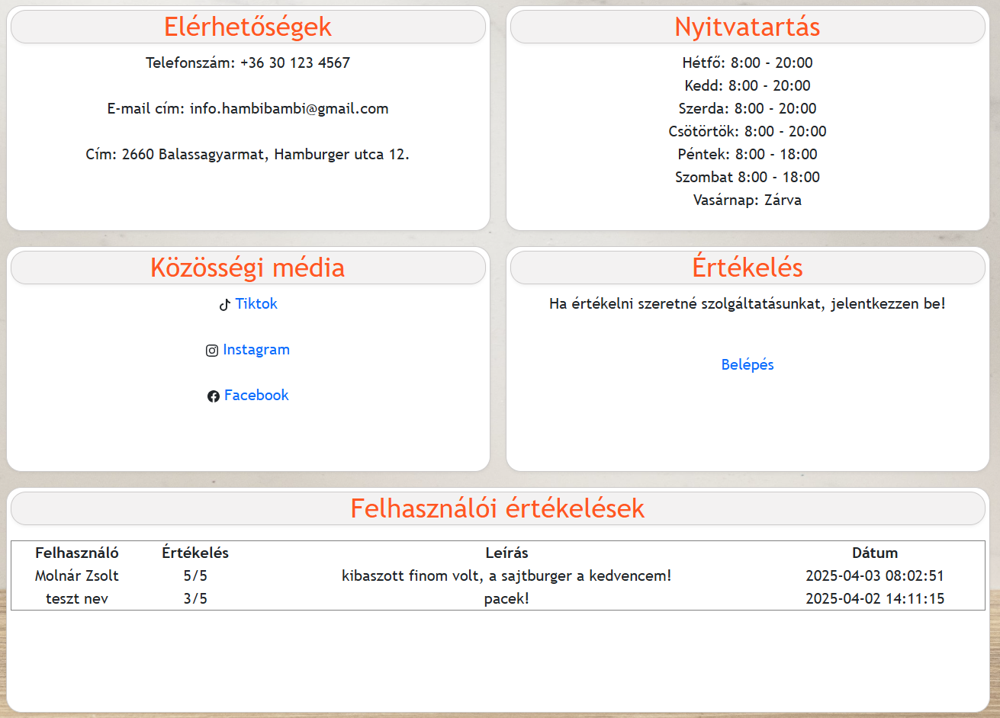 Elérhetőségek
Telefonszám: +36 30 123 4567
E-mail cím: info.hambibambi@gmail.com
Cím: 2660 Balassagyarmat, Hamburger utca 12.
Nyitvatartás
Hétfő: 8:00 - 20:00
Kedd: 8:00 - 20:00
Szerda: 8:00 - 20:00
Csötörtök: 8:00 - 20:00
Péntek: 8:00 - 18:00
Szombat 8:00 - 18:00
Vasárnap: Zárva
Közösségi média
Tiktok
Instagram
Facebook
Értékelés
Ha értékelni szeretné szolgáltatásunkat, jelentkezzen be!
Belépés
Felhasználói értékelések
Felhasználó Értékelés Leírás Dátum
Molnár Zsolt 5/5 kibaszott finom volt, a sajtburger a kedvencem! 2025-04-03 08:02:51
teszt nev 3/5 pacek! 2025-04-02 14:11:15